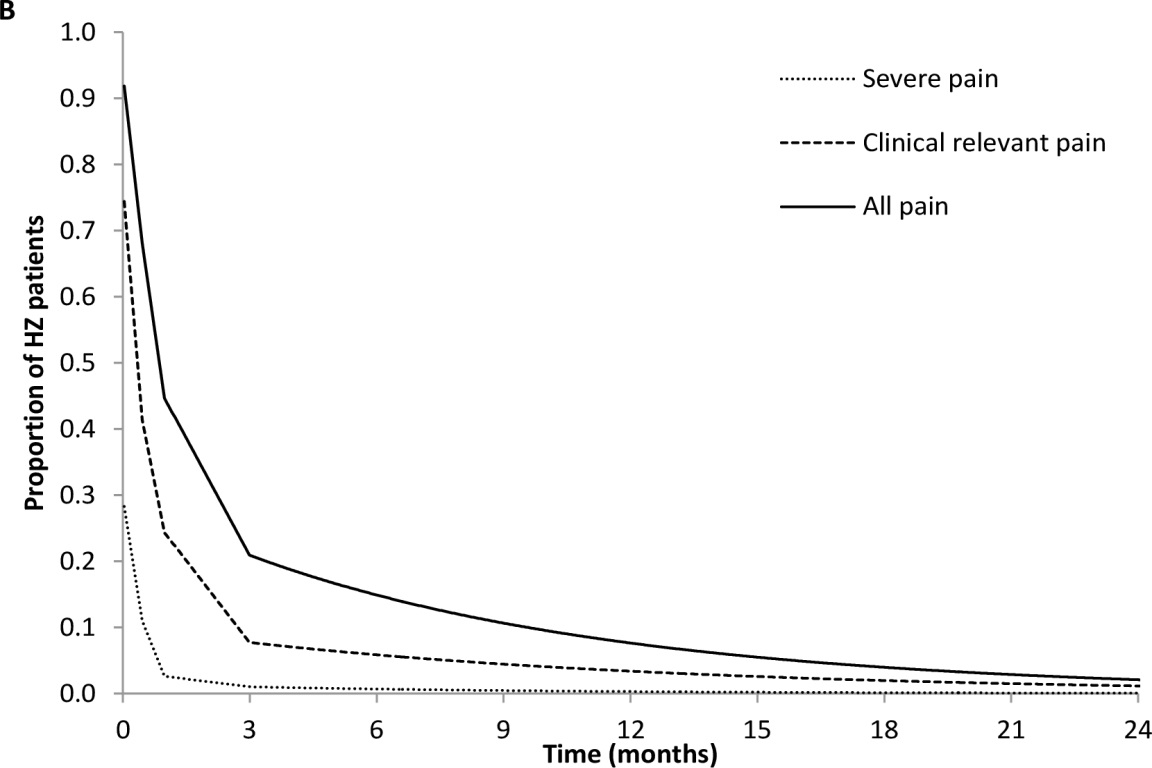 B
1.0
0.9
0.8
0.7
0.6
0.5
0.4
0.3
0.2
0.1
0.0
Proportion of HZ patients
Severe pain
Clinical relevant pain
All pain
0 3 6 9 12 15 18 21 24
Time (months)